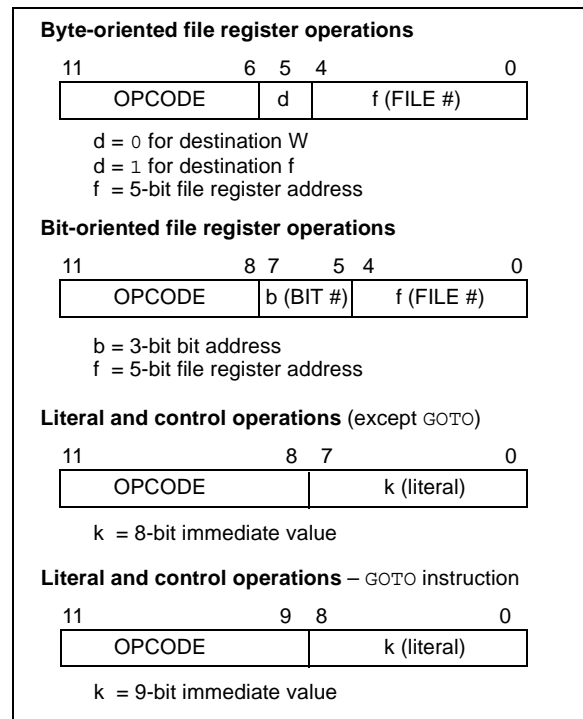 Byte-oriented file register operations
11 6 5 4 0
OPCODE d f (FILE #)
d = 0 for destination W
d = 1 for destination f
f = 5-bit file register address
Bit-oriented file register operations
11 8 7 5 4 0
OPCODE b (BIT #) f (FILE #)
b = 3-bit bit address
f = 5-bit file register address
Literal and control operations (except GOTO)
11 8 7 0
OPCODE k (literal)
k = 8-bit immediate value
Literal and control operations – GOTO instruction
11 9 8 0
OPCODE k (literal)
k = 9-bit immediate value